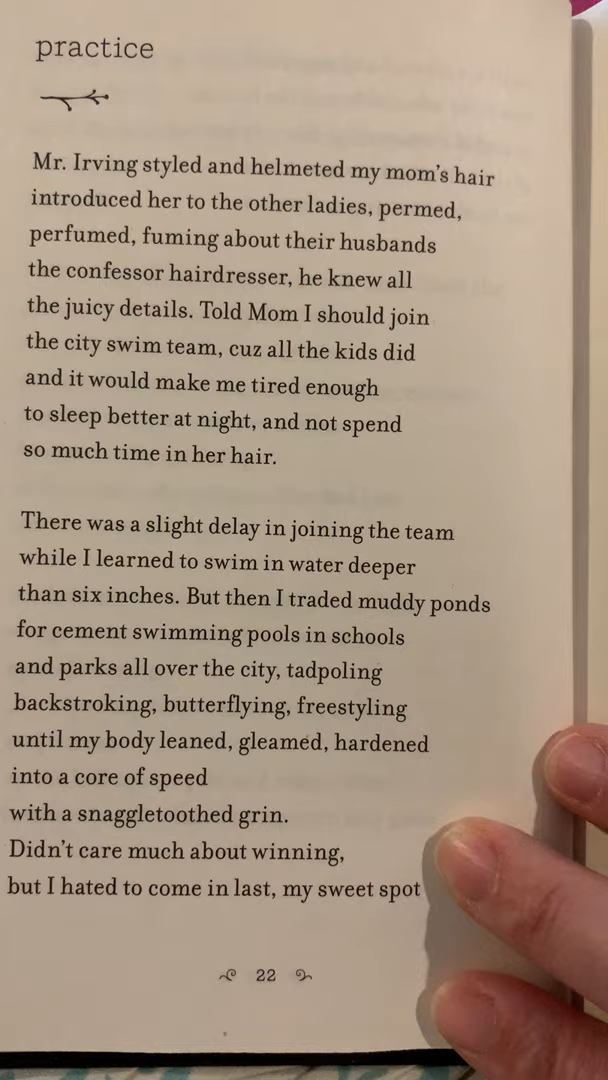 practice
Mr. Irving styled and helmeted my mom's hair
introduced her to the other ladies, permed,
perfumed, fuming about their husbands
the confessor hairdresser, he knew all
the juicy details. Told Mom I should join
the city swim team, cuz all the kids did
and it would make me tired enough
to sleep better at night, and not spend
so much time in her hair.
There was a slight delay in joining the team
while I learned to swim in water deeper
than six inches. But then I traded muddy ponds
for cement swimming pools in schools
and parks all over the city, tadpoling
backstroking, butterflying, freestyling
until my body leaned, gleamed, hardened
into a core of speed
with a snaggletoothed grin.
Didn't care much about winning,
but I hated to come in last, my sweet spot
22